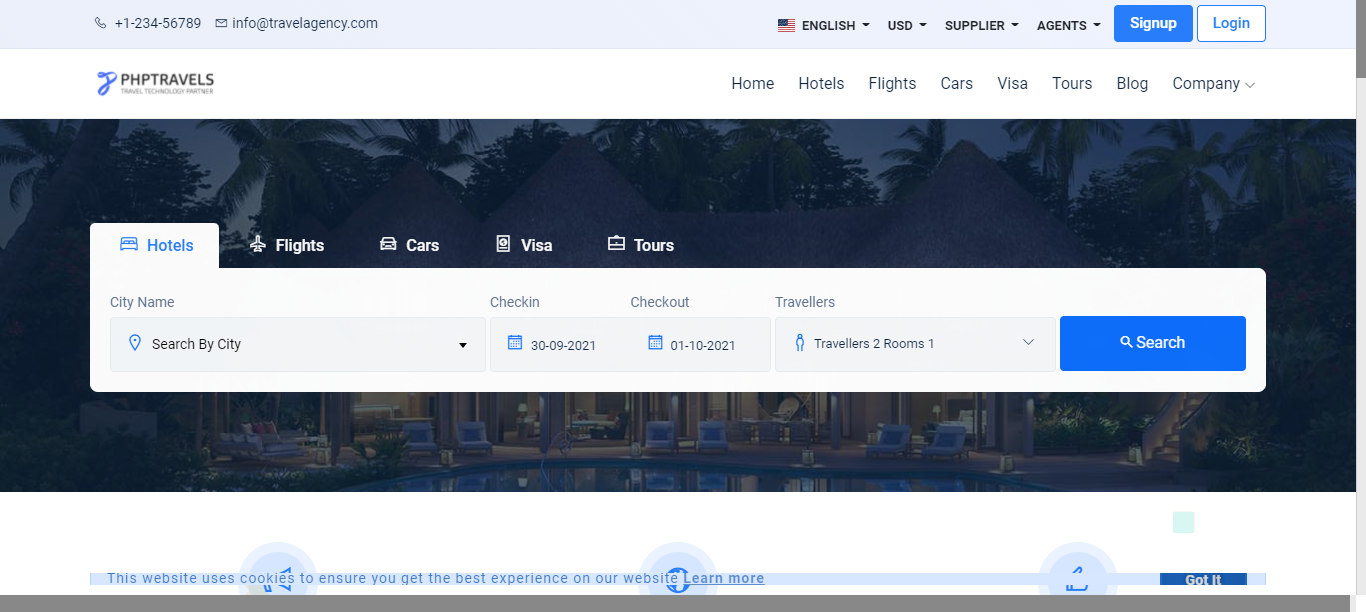 +1-234-56789 info@travelagency.com ENGLISH USD SUPPLIER AGENTS Signup Login
PHPTRAVELS
TRAVEL TECHNOLOGY PARTNER
Home Hotels Flights Cars Visa Tours Blog Company
Hotels Flights Cars Visa Tours
City Name Checkin Checkout Travellers
Search By City 30-09-2021 01-10-2021 Travellers 2 Rooms 1 Search
This website uses cookies to ensure you get the best experience on our website Learn more Got It